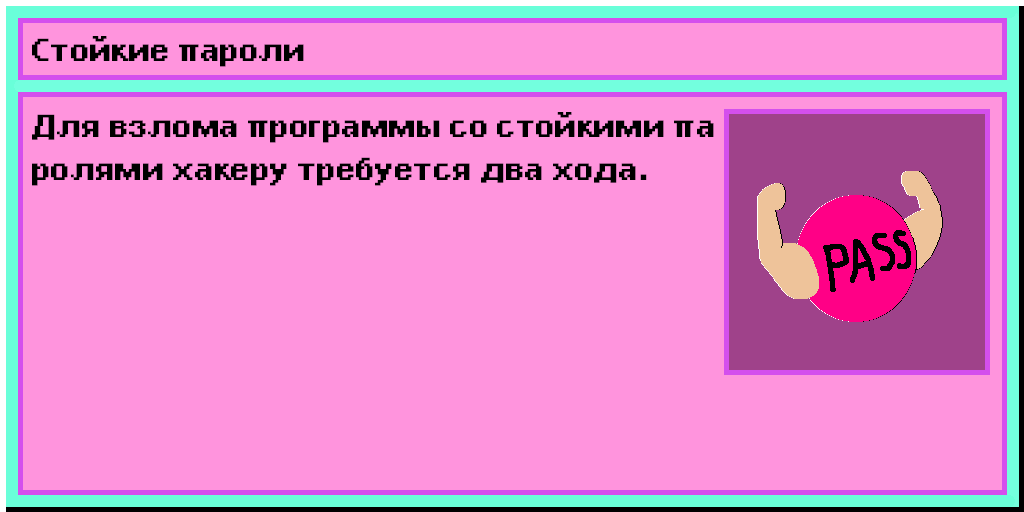 Стойкие пароли
Для взлома программы со стойкими па
ролями хакеру требуется два хода.
PASS